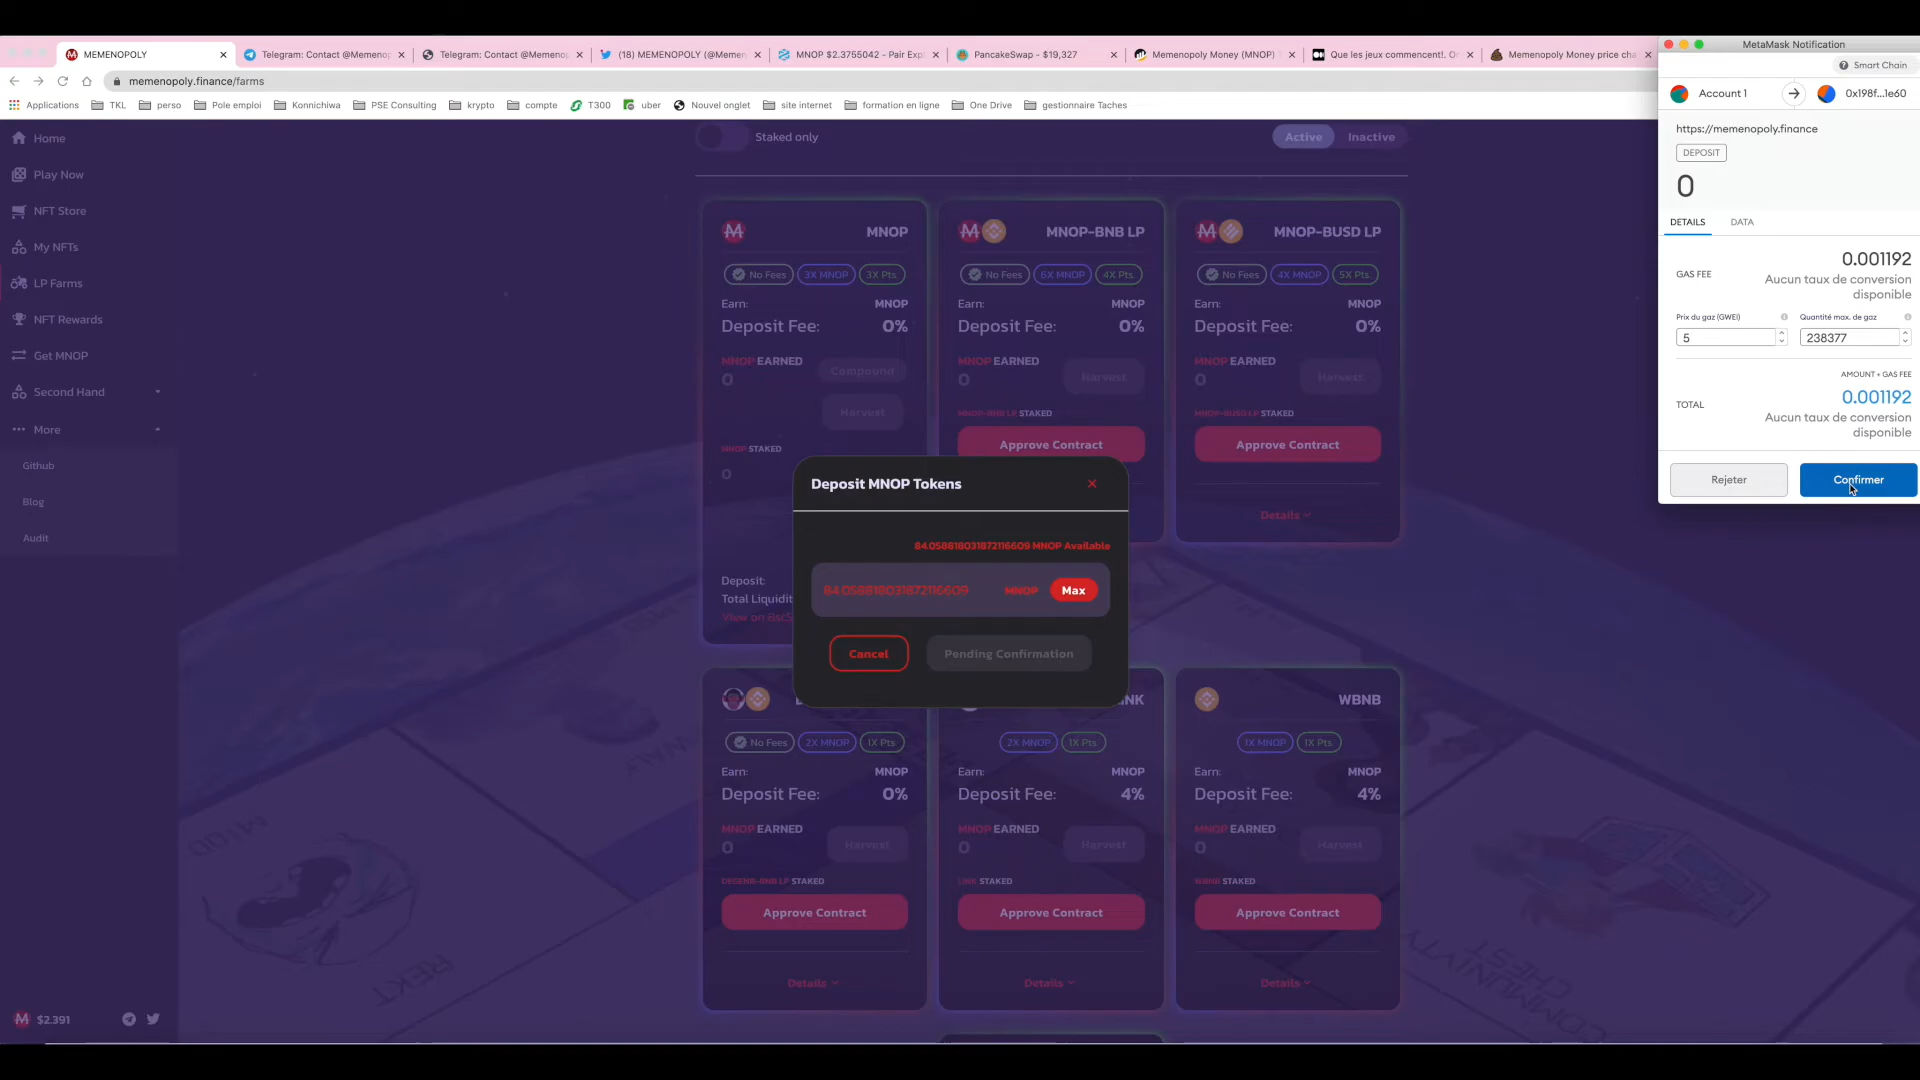 MEMENOPOLY
Telegram: Contact @Memenop
Telegram: Contact @Memenop
(18) MEMENOPOLY (@Memen
MNOP $2.3755042 - Pair Exp
PancakeSwap - $19,327
Memenopoly Money (MNOP)
Que les jeux commencent!. O
Memenopoly Money price cha
memenopoly.finance/farms
Applications
TKL
perso
Pole emploi
Konnichiwa
PSE Consulting
krypto
compte
T300
uber
Nouvel onglet
site internet
formation en ligne
One Drive
gestionnaire Taches
Home
Play Now
NFT Store
My NFTs
LP Farms
NFT Rewards
Get MNOP
Second Hand
More
Github
Blog
Audit
$2.391
Staked only
Active
Inactive
MNOP
No Fees 3X MNOP 3X Pts.
Earn: MNOP
Deposit Fee: 0%
MNOP EARNED
0
Compound
Harvest
MNOP STAKED
0
Deposit:
Total Liquidit
View on BscS
MNOP-BNB LP
No Fees 6X MNOP 4X Pts.
Earn: MNOP
Deposit Fee: 0%
MNOP EARNED
0
Harvest
MNOP-BNB LP STAKED
Approve Contract
MNOP-BUSD LP
No Fees 4X MNOP 5X Pts.
Earn: MNOP
Deposit Fee: 0%
MNOP EARNED
0
Harvest
MNOP-BUSD LP STAKED
Approve Contract
Details
Deposit MNOP Tokens
84.058618031872116609 MNOP Available
84.058618031872116609 MNOP Max
Cancel
Pending Confirmation
No Fees 2X MNOP 1X Pts.
Earn: MNOP
Deposit Fee: 0%
MNOP EARNED
0
Harvest
DEGENB-BNB LP STAKED
Approve Contract
Details
NK
2X MNOP 1X Pts.
Earn: MNOP
Deposit Fee: 4%
MNOP EARNED
0
Harvest
LINK STAKED
Approve Contract
Details
WBNB
1X MNOP 1X Pts.
Earn: MNOP
Deposit Fee: 4%
MNOP EARNED
0
Harvest
WBNB STAKED
Approve Contract
Details
REKT
COMMUNIVITY
CHEST
MetaMask Notification
Smart Chain
Account 1
0x198f...1e60
https://memenopoly.finance
DEPOSIT
0
DETAILS
DATA
GAS FEE
0.001192
Aucun taux de conversion
disponible
Prix du gaz (GWEI)
Quantité max. de gaz
5
238377
AMOUNT + GAS FEE
TOTAL
0.001192
Aucun taux de conversion
disponible
Rejeter
Confirmer